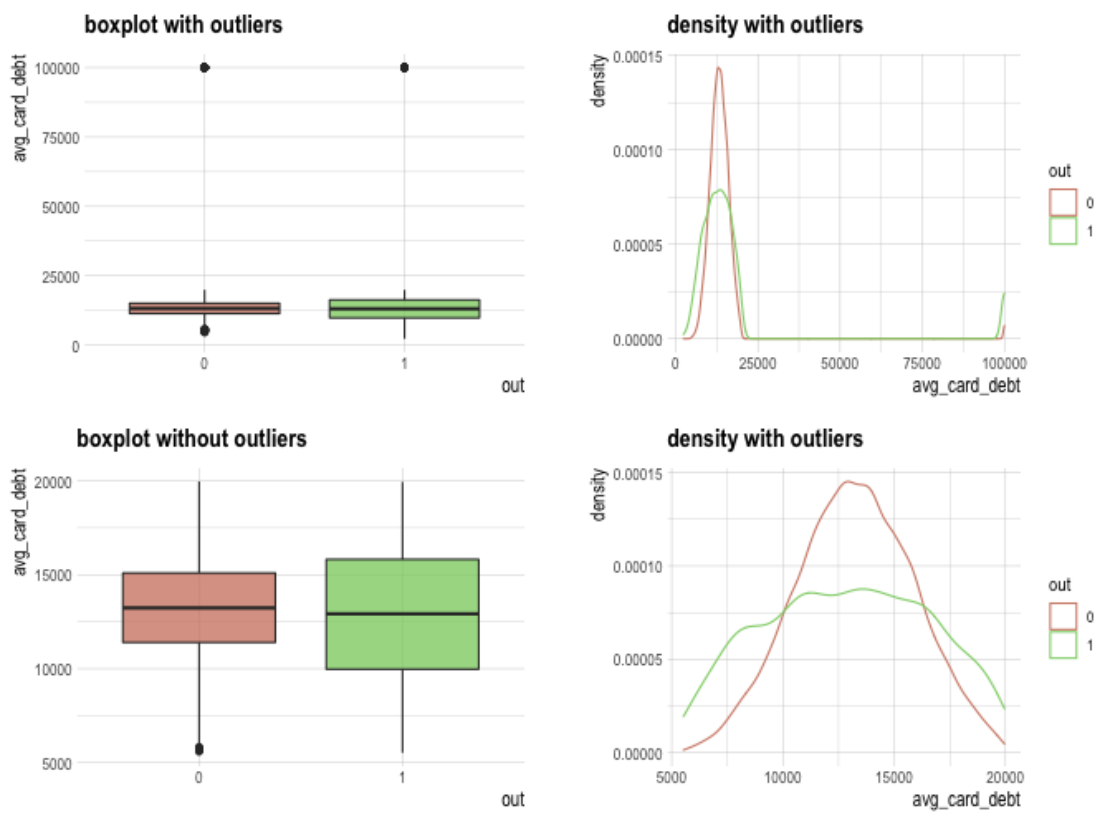 boxplot with outliers
avg_card_debt
100000
75000
50000
25000
0
0
1
out
density with outliers
density
0.00015
0.00010
0.00005
0.00000
0
25000
50000
75000
100000
avg_card_debt
out
0
1
boxplot without outliers
avg_card_debt
20000
15000
10000
5000
0
1
out
density with outliers
density
0.00015
0.00010
0.00005
0.00000
5000
10000
15000
20000
avg_card_debt
out
0
1